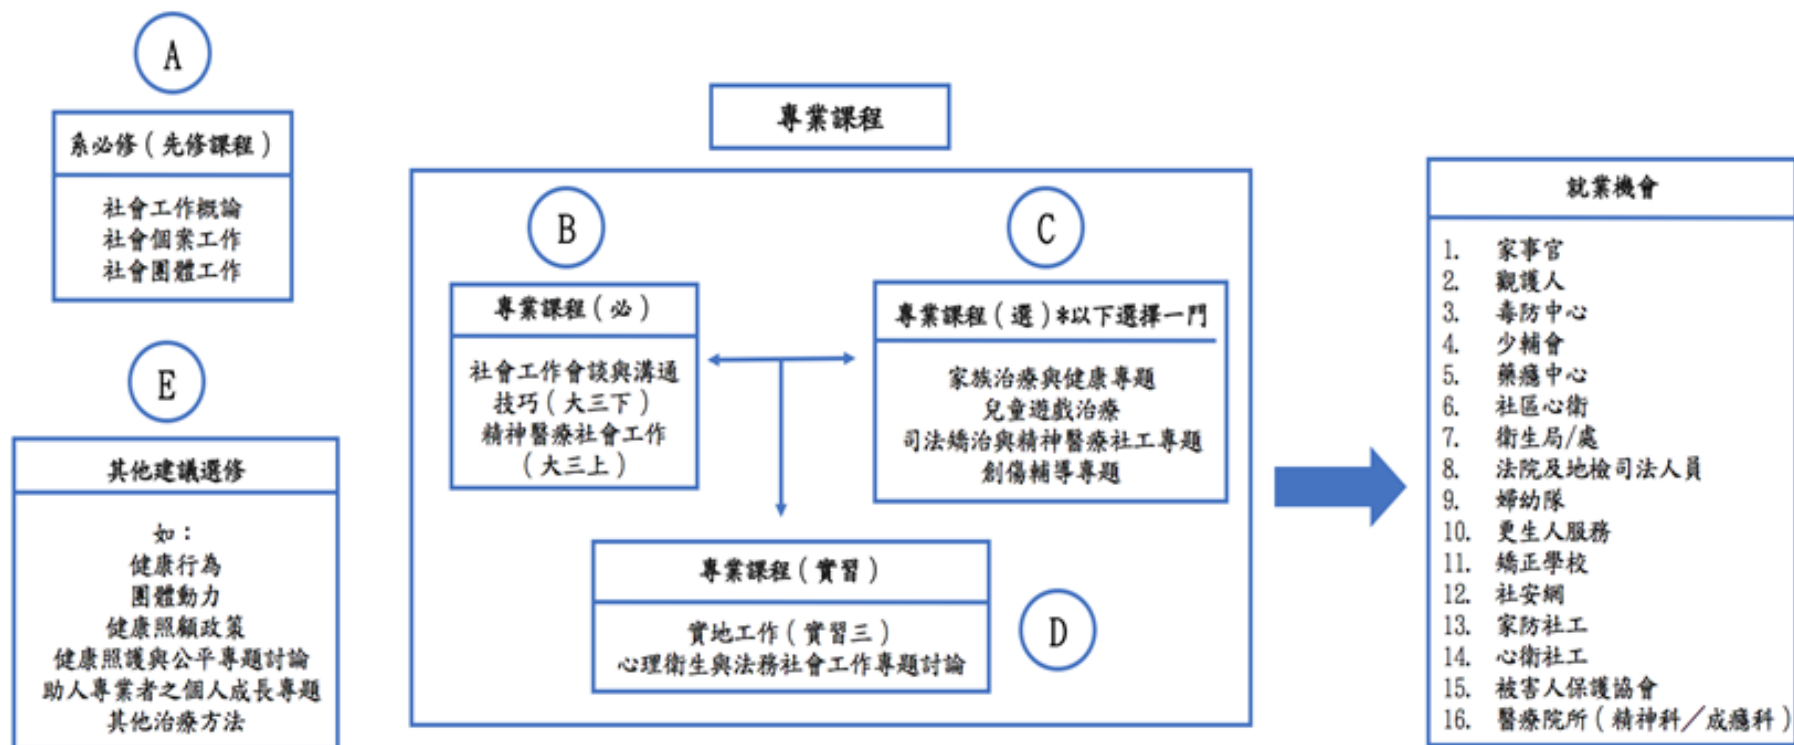 A
系必修(先修課程)
社會工作概論
社會個案工作
社會團體工作
E
其他建議選修
如：
健康行為
團體動力
健康照顧政策
健康照護與公平專題討論
助人專業者之個人成長專題
其他治療方法
專業課程
B
專業課程(必)
社會工作會談與溝通
技巧(大三下)
精神醫療社會工作
(大三上)
C
專業課程(選)*以下選擇一門
家族治療與健康專題
兒童遊戲治療
司法矯治與精神醫療社工專題
創傷輔導專題
專業課程(實習)
實地工作(實習三)
心理衛生與法務社會工作專題討論
D
就業機會
1. 家事官
2. 觀護人
3. 毒防中心
4. 少輔會
5. 藥癮中心
6. 社區心衛
7. 衛生局/處
8. 法院及地檢司法人員
9. 婦幼隊
10. 更生人服務
11. 矯正學校
12. 社安網
13. 家防社工
14. 心衛社工
15. 被害人保護協會
16. 醫療院所(精神科／成癮科)